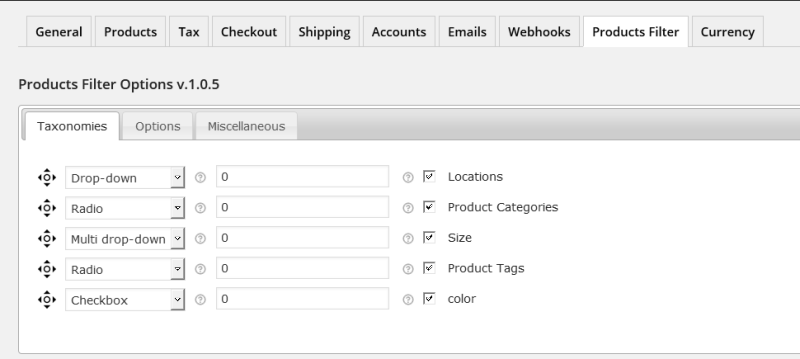 General Products Tax Checkout Shipping Accounts Emails Webhooks Products Filter Currency
Products Filter Options v.1.0.5
Taxonomies Options Miscellaneous
Drop-down ? 0 ? Locations
Radio ? 0 ? Product Categories
Multi drop-down ? 0 ? Size
Radio ? 0 ? Product Tags
Checkbox ? 0 ? color